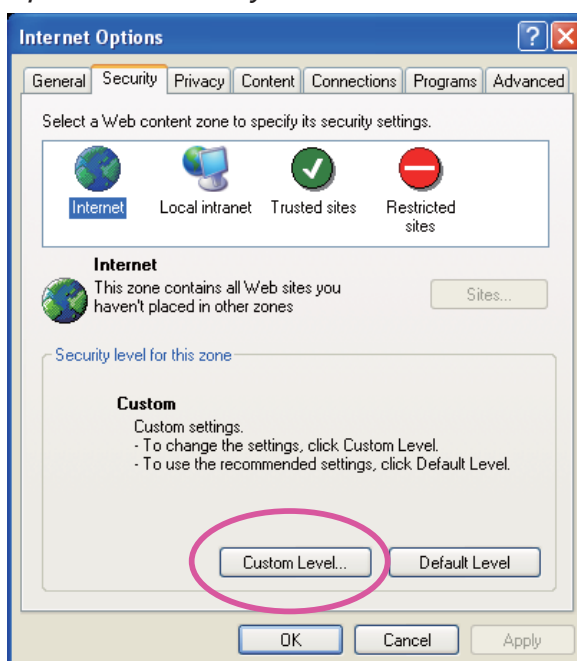 Internet Options
General Security Privacy Content Connections Programs Advanced
Select a Web content zone to specify its security settings.
Internet Local intranet Trusted sites Restricted
sites
Internet
This zone contains all Web sites you
haven't placed in other zones
Sites...
Security level for this zone
Custom
Custom settings.
- To change the settings, click Custom Level.
- To use the recommended settings, click Default Level.
Custom Level... Default Level
OK Cancel Apply